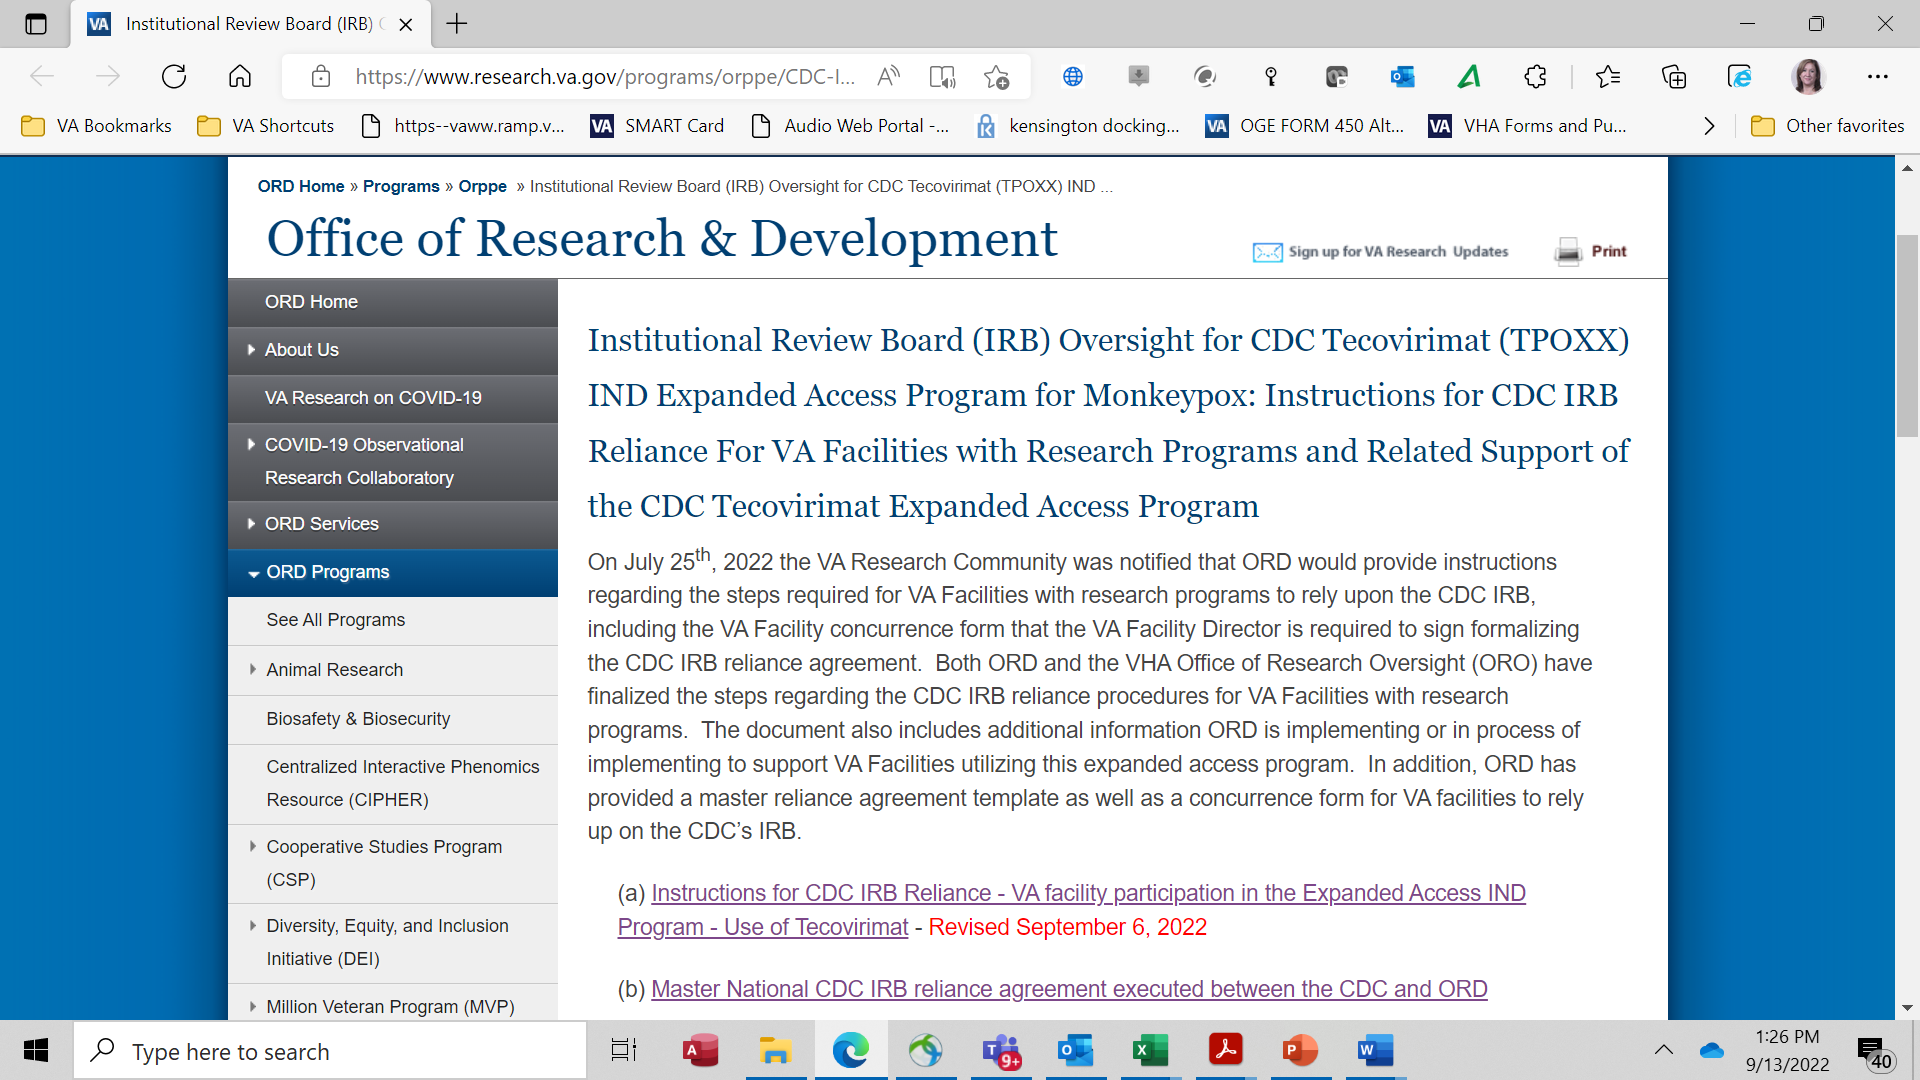 VA Institutional Review Board (IRB)
https://www.research.va.gov/programs/orppe/CDC-I...
VA Bookmarks
VA Shortcuts
https--vaww.ramp.v...
VA SMART Card
Audio Web Portal -...
kensington docking...
VA OGE FORM 450 Alt...
VA VHA Forms and Pu...
Other favorites
ORD Home » Programs » Orppe » Institutional Review Board (IRB) Oversight for CDC Tecovirimat (TPOXX) IND ...
Office of Research & Development
Sign up for VA Research Updates
Print
ORD Home
About Us
VA Research on COVID-19
COVID-19 Observational
Research Collaboratory
ORD Services
ORD Programs
See All Programs
Animal Research
Biosafety & Biosecurity
Centralized Interactive Phenomics
Resource (CIPHER)
Cooperative Studies Program
(CSP)
Diversity, Equity, and Inclusion
Initiative (DEI)
Million Veteran Program (MVP)
Institutional Review Board (IRB) Oversight for CDC Tecovirimat (TPOXX)
IND Expanded Access Program for Monkeypox: Instructions for CDC IRB
Reliance For VA Facilities with Research Programs and Related Support of
the CDC Tecovirimat Expanded Access Program
On July 25th, 2022 the VA Research Community was notified that ORD would provide instructions
regarding the steps required for VA Facilities with research programs to rely upon the CDC IRB,
including the VA Facility concurrence form that the VA Facility Director is required to sign formalizing
the CDC IRB reliance agreement.  Both ORD and the VHA Office of Research Oversight (ORO) have
finalized the steps regarding the CDC IRB reliance procedures for VA Facilities with research
programs.  The document also includes additional information ORD is implementing or in process of
implementing to support VA Facilities utilizing this expanded access program.  In addition, ORD has
provided a master reliance agreement template as well as a concurrence form for VA facilities to rely
up on the CDC’s IRB.
(a) Instructions for CDC IRB Reliance - VA facility participation in the Expanded Access IND
Program - Use of Tecovirimat - Revised September 6, 2022
(b) Master National CDC IRB reliance agreement executed between the CDC and ORD
Type here to search
9+
1:26 PM
9/13/2022
40